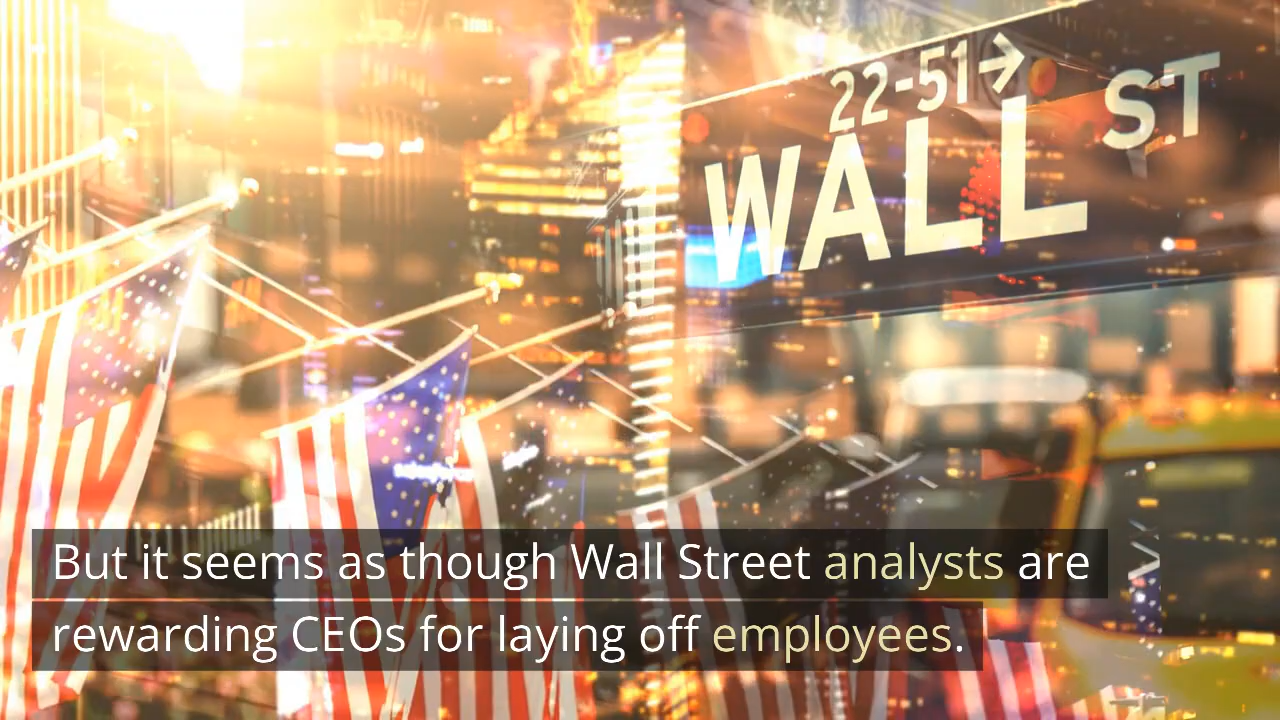 22-51→
WALL ST
But it seems as though Wall Street analysts are
rewarding CEOs for laying off employees.